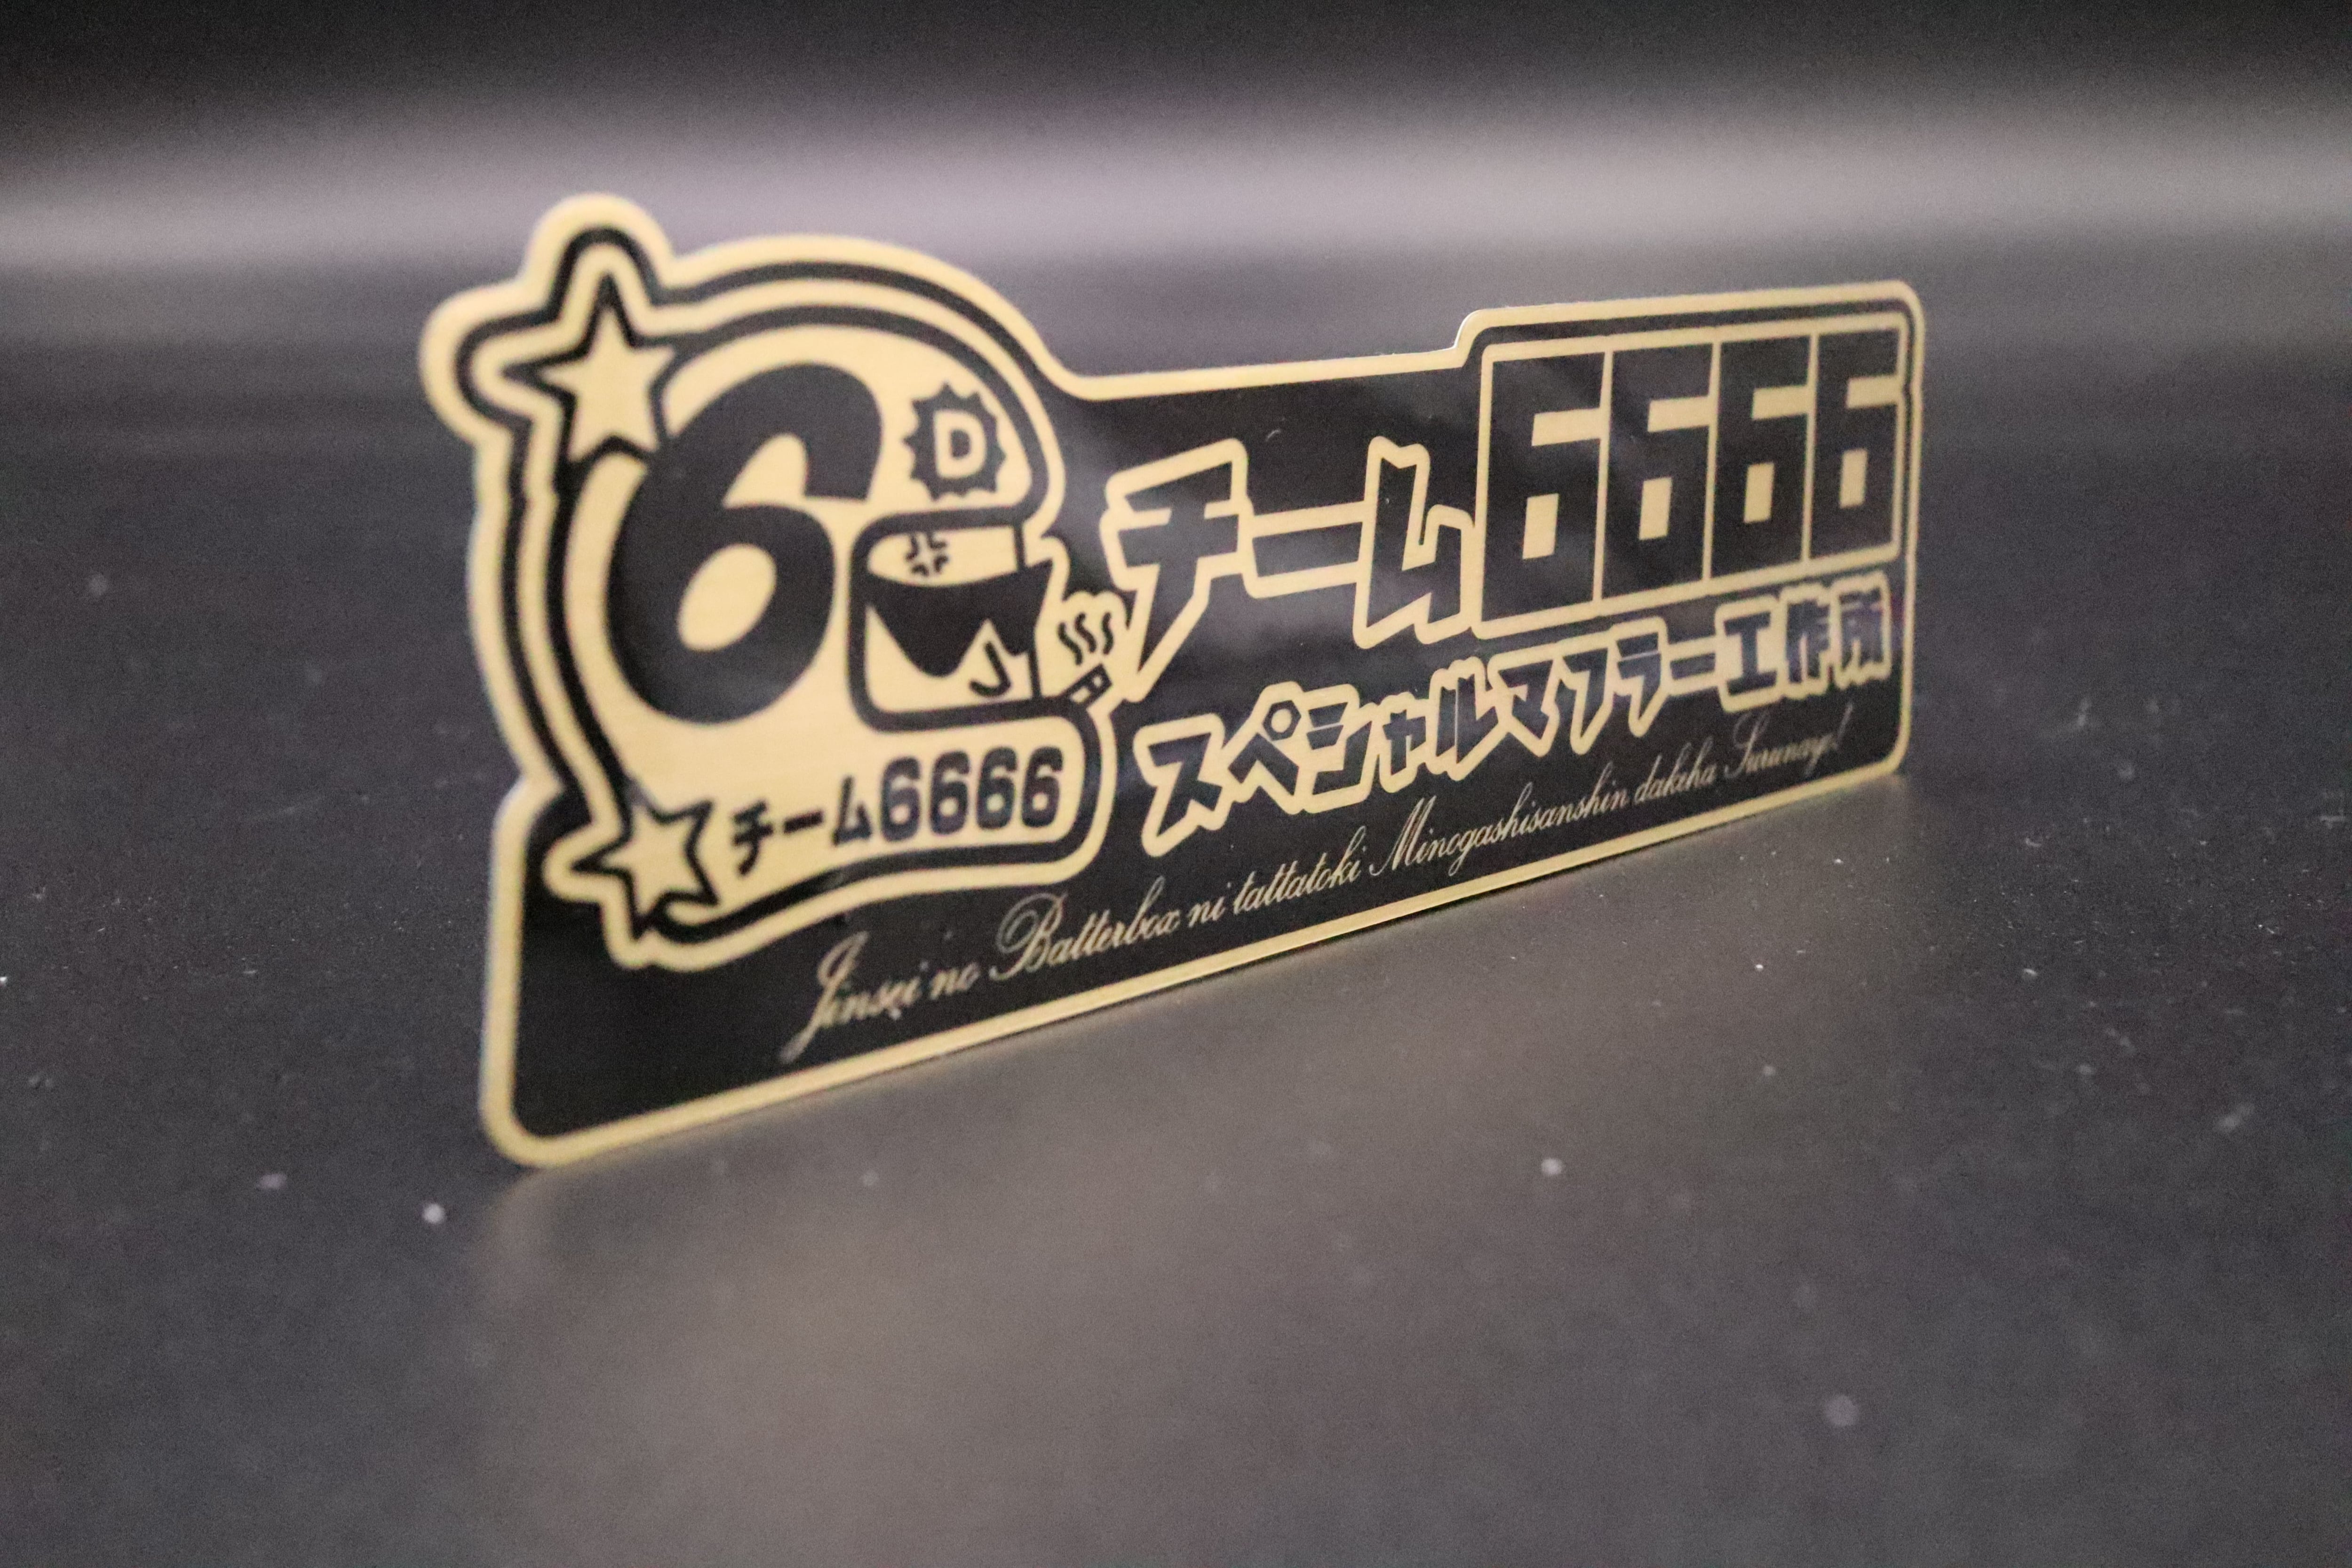 6
D
チーム6666
チーム6666
スペシャルマフラー工作所
Jinsei no Batterbox ni tattatoki Minogashisanshin dakeha Surunayo!